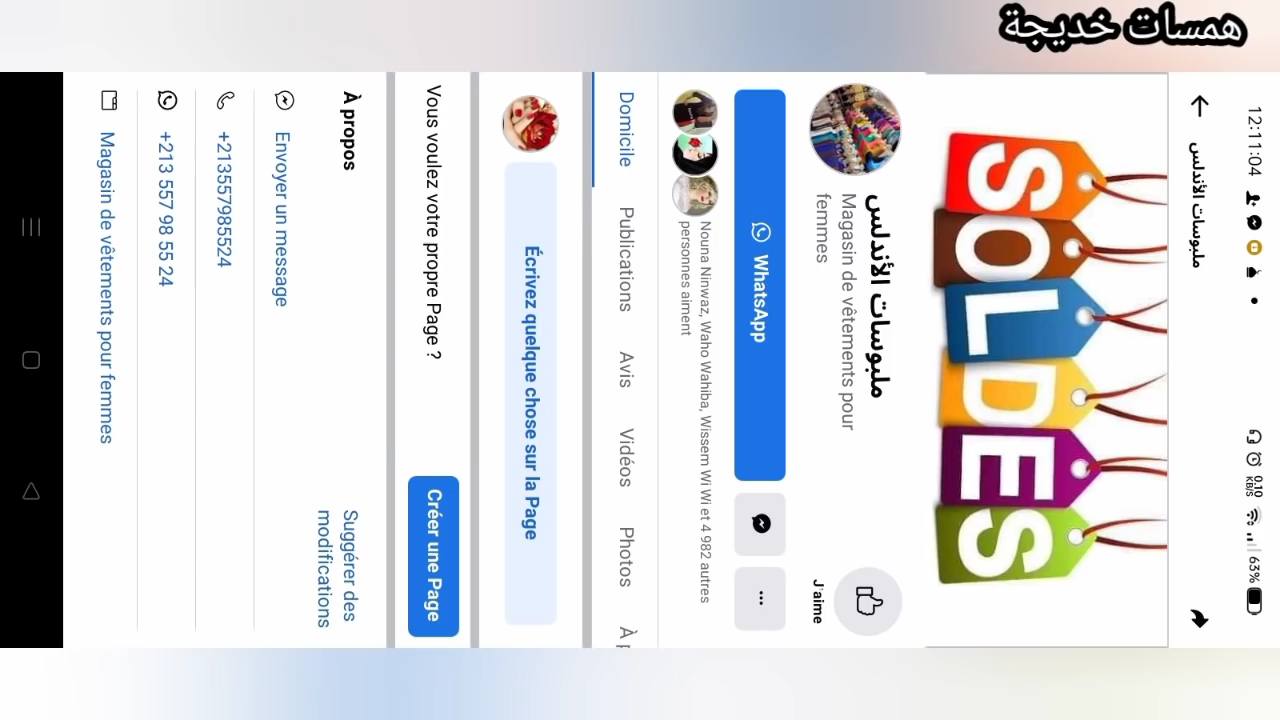 همسات خديجة
12:11:04
0,10
KB/S
63%
ملبوسات الأندلس
SOLDES
ملبوسات الأندلس
Magasin de vêtements pour
femmes
J'aime
WhatsApp
Nouna Ninwaz, Waho Wahiba, Wissem Wi Wi et 4 982 autres
personnes aiment
Domicile
Publications
Avis
Vidéos
Photos
Écrivez quelque chose sur la Page
Vous voulez votre propre Page ?
Créer une Page
À propos
Suggérer des
modifications
Envoyer un message
+213557985524
+213 557 98 55 24
Magasin de vêtements pour femmes